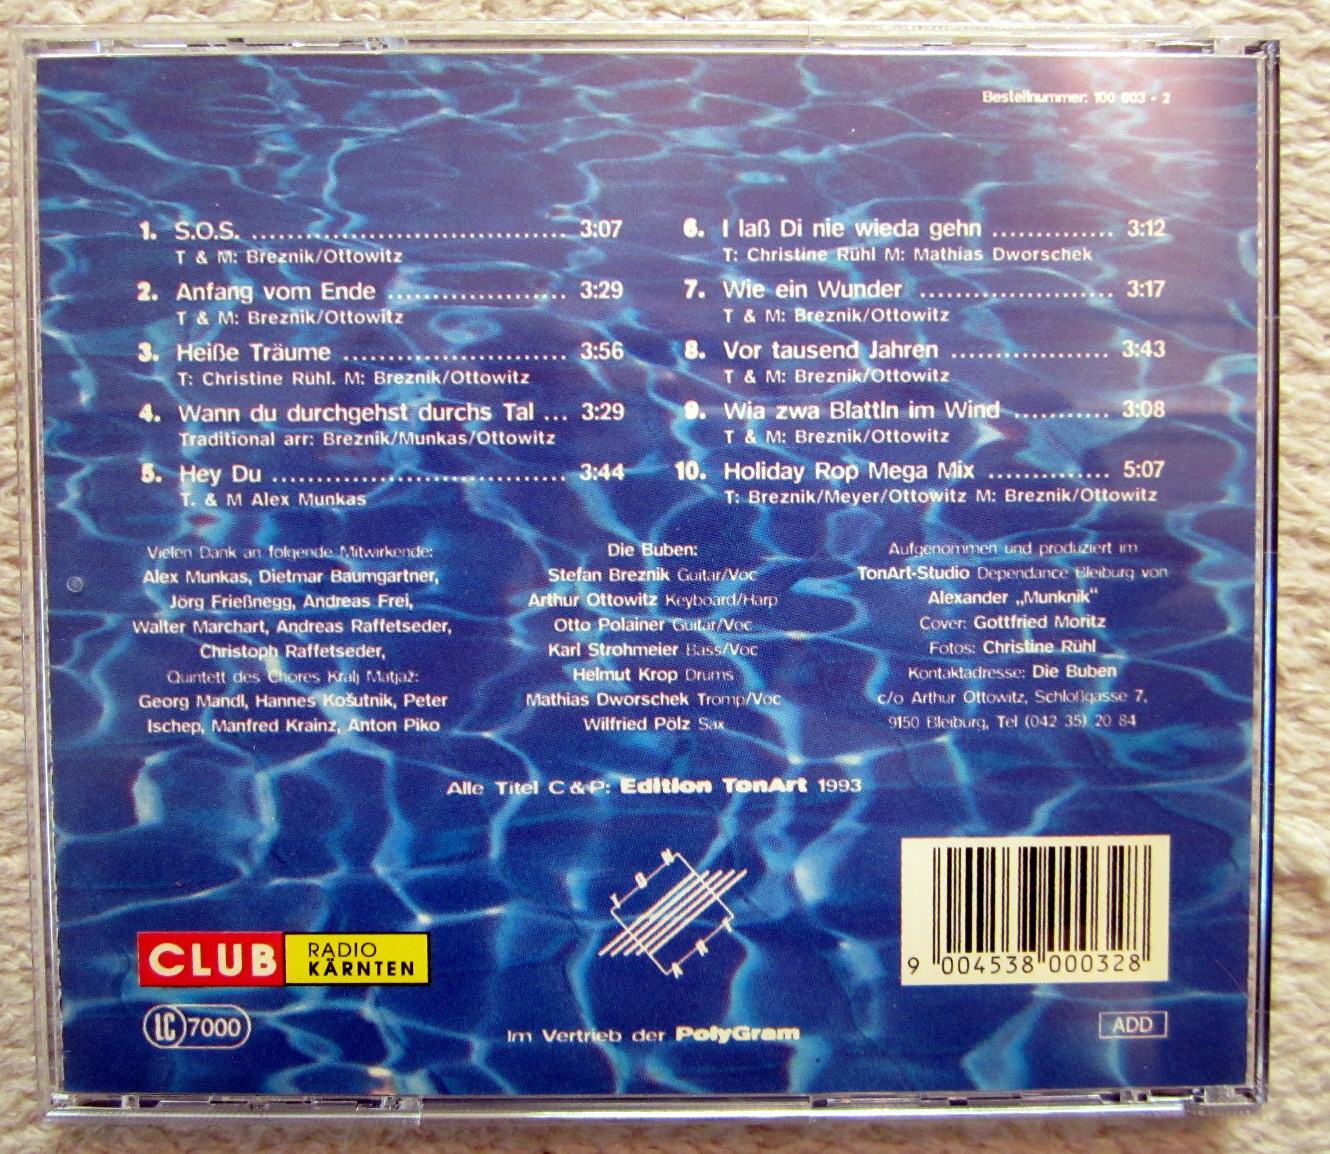 Bestellnummer: 100 003 - 2
1. S.O.S. 3:07
T & M: Breznik/Ottowitz
2. Anfang vom Ende 3:29
T & M: Breznik/Ottowitz
3. Heiße Träume 3:56
T: Christine Rühl. M: Breznik/Ottowitz
4. Wann du durchgehst durchs Tal ... 3:29
Traditional arr: Breznik/Munkas/Ottowitz
5. Hey Du 3:44
T. & M Alex Munkas
6. I laß Di nie wieda gehn 3:12
T: Christine Rühl M: Mathias Dworschek
7. Wie ein Wunder 3:17
T & M: Breznik/Ottowitz
8. Vor tausend Jahren 3:43
T & M: Breznik/Ottowitz
9. Wia zwa Blattln im Wind 3:08
T & M: Breznik/Ottowitz
10. Holiday Rop Mega Mix 5:07
T: Breznik/Meyer/Ottowitz M: Breznik/Ottowitz
Vielen Dank an folgende Mitwirkende:
Alex Munkas, Dietmar Baumgartner,
Jörg Frießnegg, Andreas Frei,
Walter Marchart, Andreas Raffetseder,
Christoph Raffetseder,
Quintett des Chores Kralj Matjaž:
Georg Mandl, Hannes Košutnik, Peter
Ischep, Manfred Krainz, Anton Piko
Die Buben:
Stefan Breznik Guitar/Voc
Arthur Ottowitz Keyboard/Harp
Otto Polainer Guitar/Voc
Karl Strohmeier Bass/Voc
Helmut Krop Drums
Mathias Dworschek Tromp/Voc
Wilfried Pölz Sax
Aufgenommen und produziert im
TonArt-Studio Dependance Bleiburg von
Alexander „Munknik“
Cover: Gottfried Moritz
Fotos: Christine Rühl
Kontaktadresse: Die Buben
c/o Arthur Ottowitz, Schloßgasse 7,
9150 Bleiburg, Tel (042 35) 20 84
Alle Titel C & P: Edition TonArt 1993
TON
ART
CLUB RADIO KÄRNTEN
LC 7000
Im Vertrieb der PolyGram
9 004538 000328
ADD